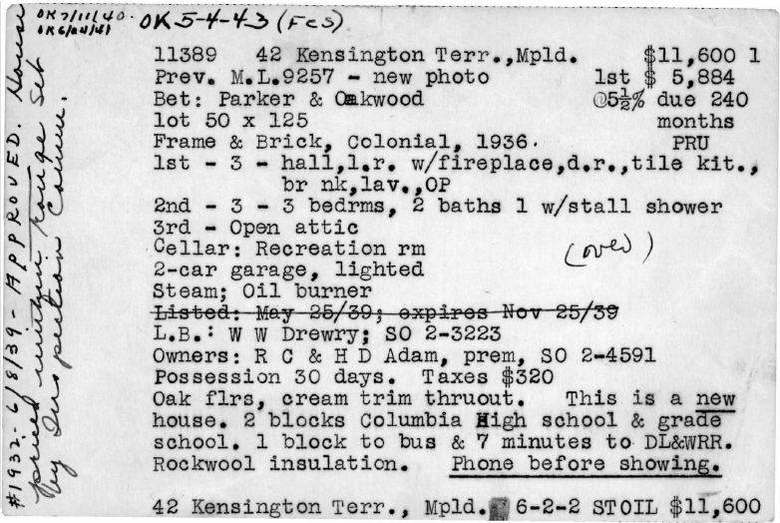 OK 7/11/40.
OK 6/24/41
OK 5-4-43 (Fcs)
11389 42 Kensington Terr.,Mpld. $11,600 1
Prev. M.L.9257 - new photo 1st $ 5,884
Bet: Parker & Oakwood @5½% due 240
lot 50 x 125 months
Frame & Brick, Colonial, 1936. PRU
1st - 3 - hall,l.r. w/fireplace,d.r.,tile kit.,
br nk,lav.,OP
2nd - 3 - 3 bedrms, 2 baths 1 w/stall shower
3rd - Open attic
Cellar: Recreation rm
(over)
2-car garage, lighted
Steam; Oil burner
Listed: May 25/39; expires Nov 25/39
L.B.: W W Drewry; SO 2-3223
Owners: R C & H D Adam, prem, SO 2-4591
Possession 30 days. Taxes $320
Oak flrs, cream trim thruout. This is a new
house. 2 blocks Columbia High school & grade
school. 1 block to bus & 7 minutes to DL&WRR.
Rockwool insulation. Phone before showing.
42 Kensington Terr., Mpld. 6-2-2 STOIL $11,600
#1932 - 6/8/39 - APPROVED. House
priced within range set
by Inspection Comm.